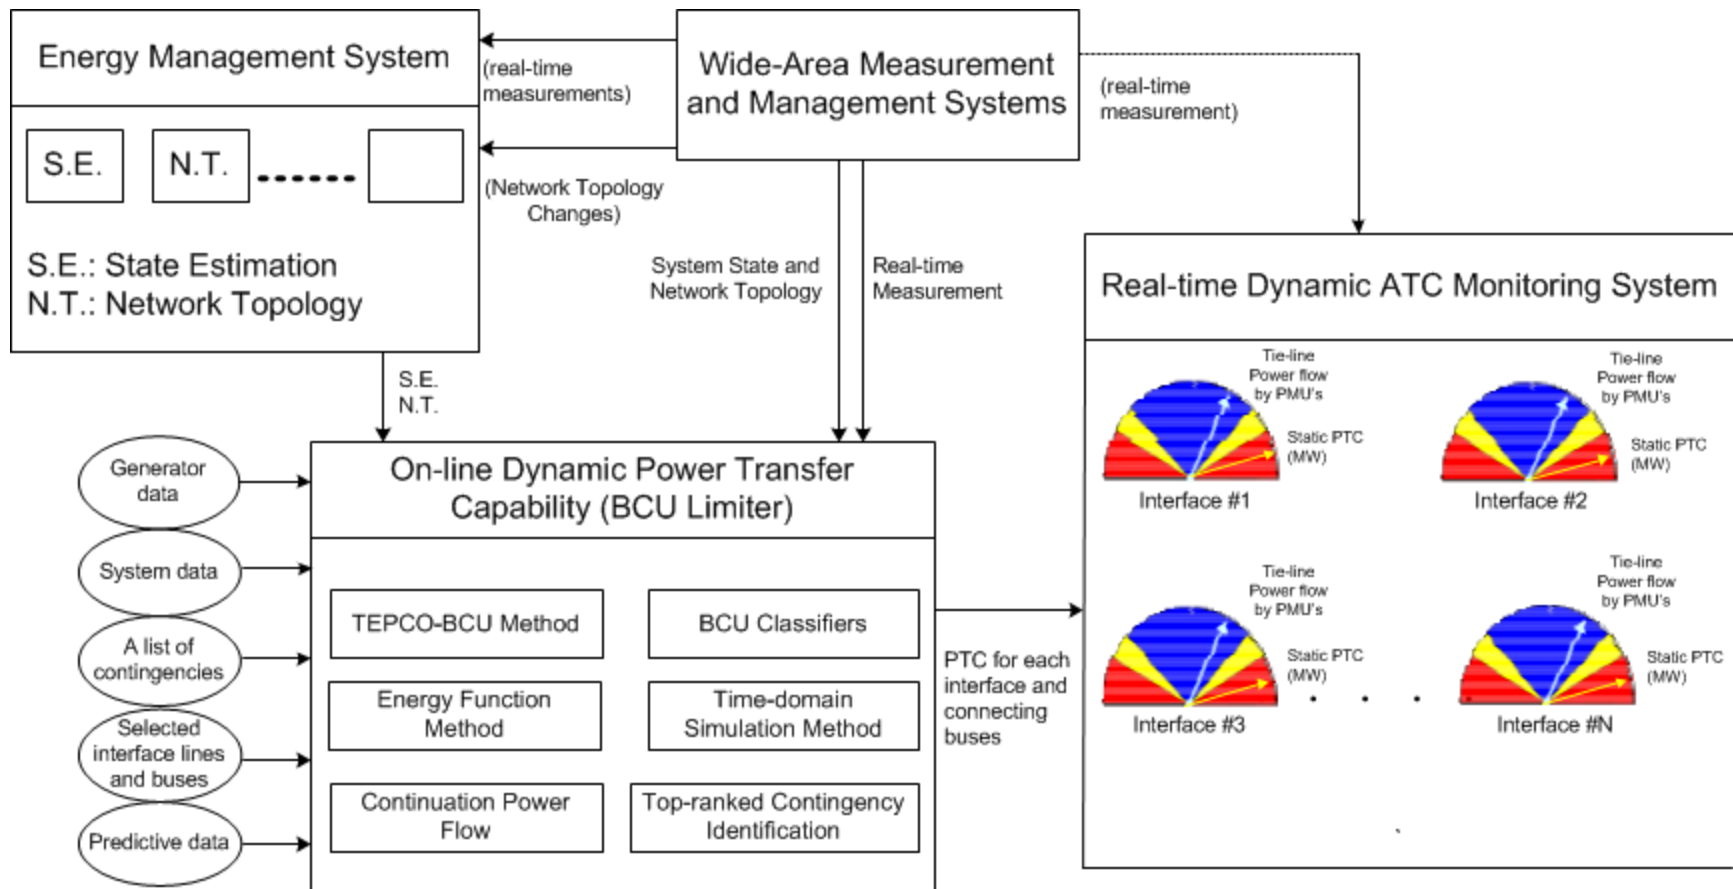 Energy Management System
S.E.
N.T.
S.E.: State Estimation
N.T.: Network Topology
(real-time
measurements)
(Network Topology
Changes)
Wide-Area Measurement
and Management Systems
(real-time
measurement)
System State and
Network Topology
Real-time
Measurement
S.E.
N.T.
Generator
data
System data
A list of
contingencies
Selected
interface lines
and buses
Predictive data
On-line Dynamic Power Transfer
Capability (BCU Limiter)
TEPCO-BCU Method
BCU Classifiers
Energy Function
Method
Time-domain
Simulation Method
Continuation Power
Flow
Top-ranked Contingency
Identification
PTC for each
interface and
connecting
buses
Real-time Dynamic ATC Monitoring System
Tie-line
Power flow
by PMU's
Static PTC
(MW)
Interface #1
Tie-line
Power flow
by PMU's
Static PTC
(MW)
Interface #2
Tie-line
Power flow
by PMU's
Static PTC
(MW)
Interface #3
Tie-line
Power flow
by PMU's
Static PTC
(MW)
Interface #N